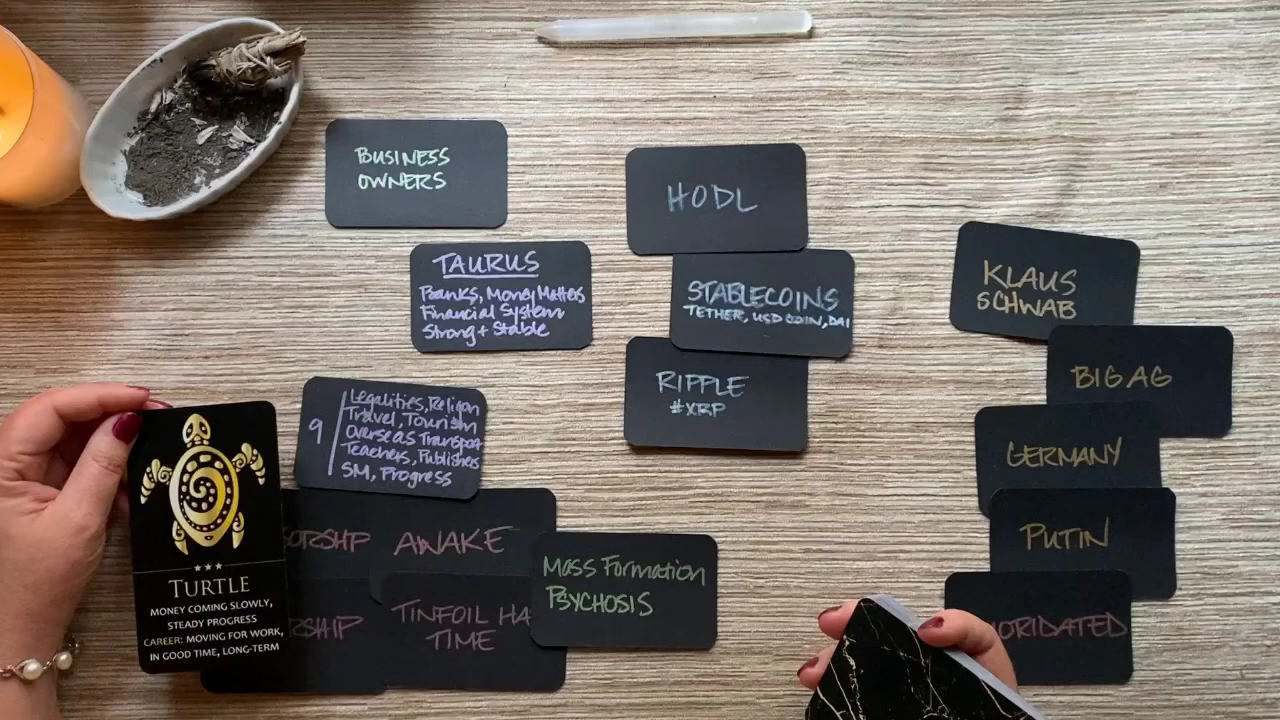 BUSINESS
OWNERS
TAURUS
Banks, Money Matters
Financial System
Strong + Stable
9
Legalities, Religon
Travel, Tourism
Overseas Transport
Teachers, Publishers
SM, Progress
AWAKE
TINFOIL
TIME
Mass Formation
PSYCHOSIS
TURTLE
MONEY COMING SLOWLY,
STEADY PROGRESS
CAREER: MOVING FOR WORK,
IN GOOD TIME, LONG-TERM
HODL
STABLECOINS
TETHER, USD COIN, DAI
RIPPLE
#XRP
KLAUS
SCHWAB
BIG AG
GERMANY
PUTIN